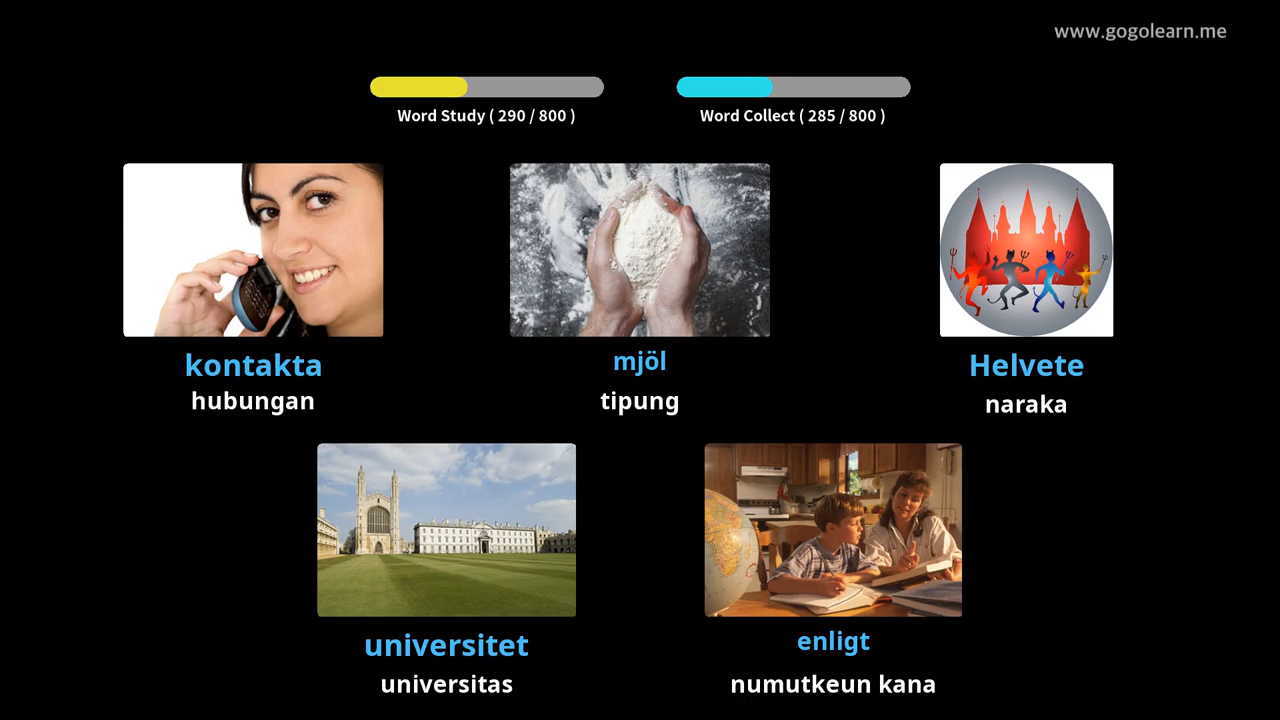 www.gogolearn.me
Word Study ( 290 / 800 )
Word Collect ( 285 / 800 )
kontakta
hubungan
mjöl
tipung
Helvete
naraka
universitet
universitas
enligt
numutkeun kana